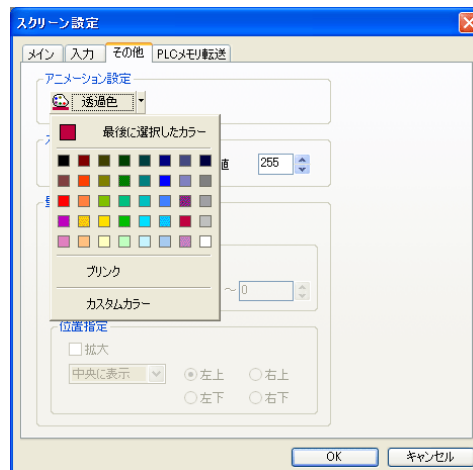 スクリーン設定
メイン 入力 その他 PLCメモリ転送
アニメーション設定
透過色
最後に選択したカラー
値 255
ブリンク
～ 0
カスタムカラー
位置指定
拡大
中央に表示 左上 右上
左下 右下
OK キャンセル